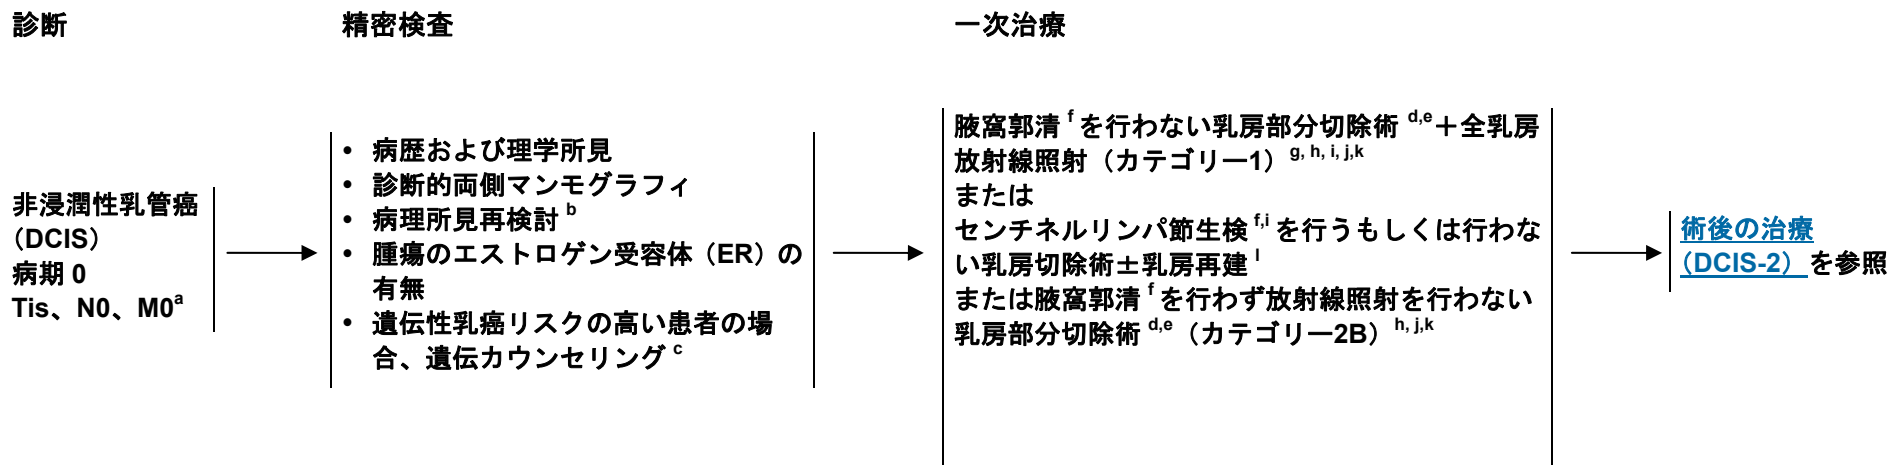 診断
精密検査
一次治療
非浸潤性乳管癌
（DCIS）
病期 0
Tis、N0、M0a
• 病歴および理学所見
• 診断的両側マンモグラフィ
• 病理所見再検討 b
• 腫瘍のエストロゲン受容体（ER）の
有無
• 遺伝性乳癌リスクの高い患者の場
合、遺伝カウンセリング c
腋窩郭清 f を行わない乳房部分切除術 d,e＋全乳房
放射線照射（カテゴリー1）g, h, i, j,k
または
センチネルリンパ節生検 f,i を行うもしくは行わな
い乳房切除術±乳房再建 l
または腋窩郭清 f を行わず放射線照射を行わない
乳房部分切除術 d,e（カテゴリー2B）h, j,k
術後の治療
（DCIS-2）を参照